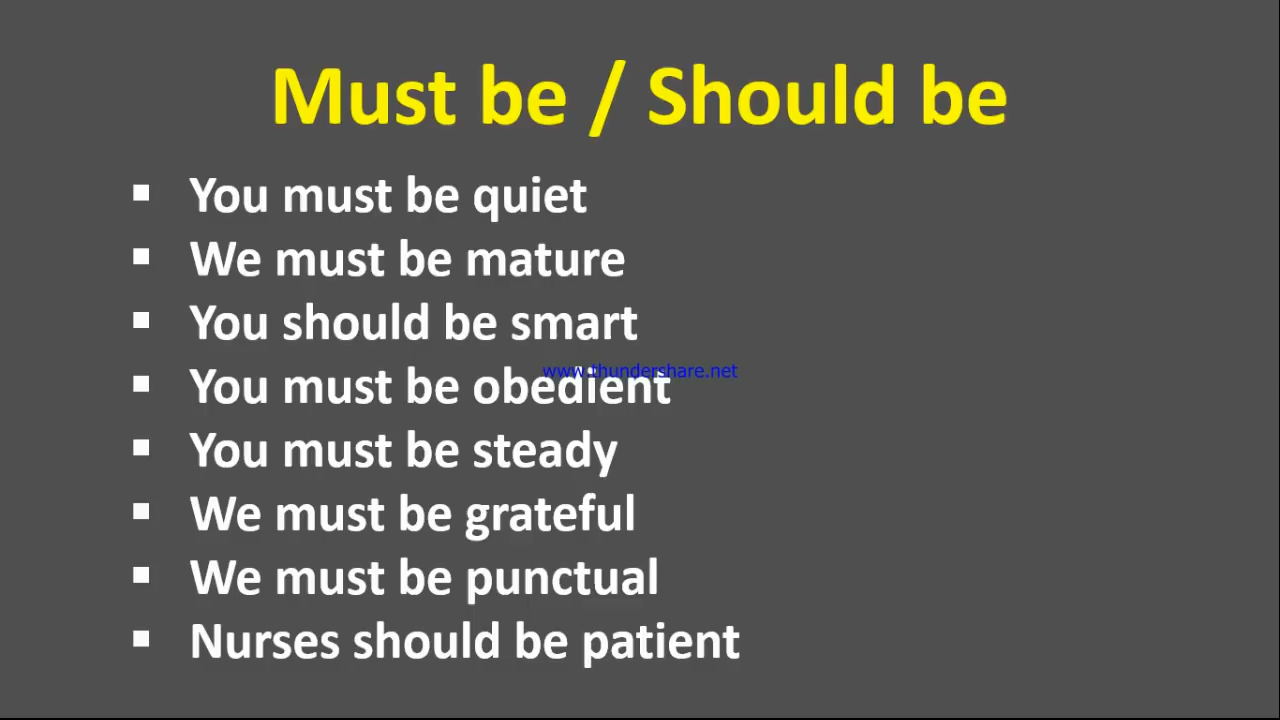 Must be / Should be
▪ You must be quiet
▪ We must be mature
▪ You should be smart
www.thundershare.net
▪ You must be obedient
▪ You must be steady
▪ We must be grateful
▪ We must be punctual
▪ Nurses should be patient